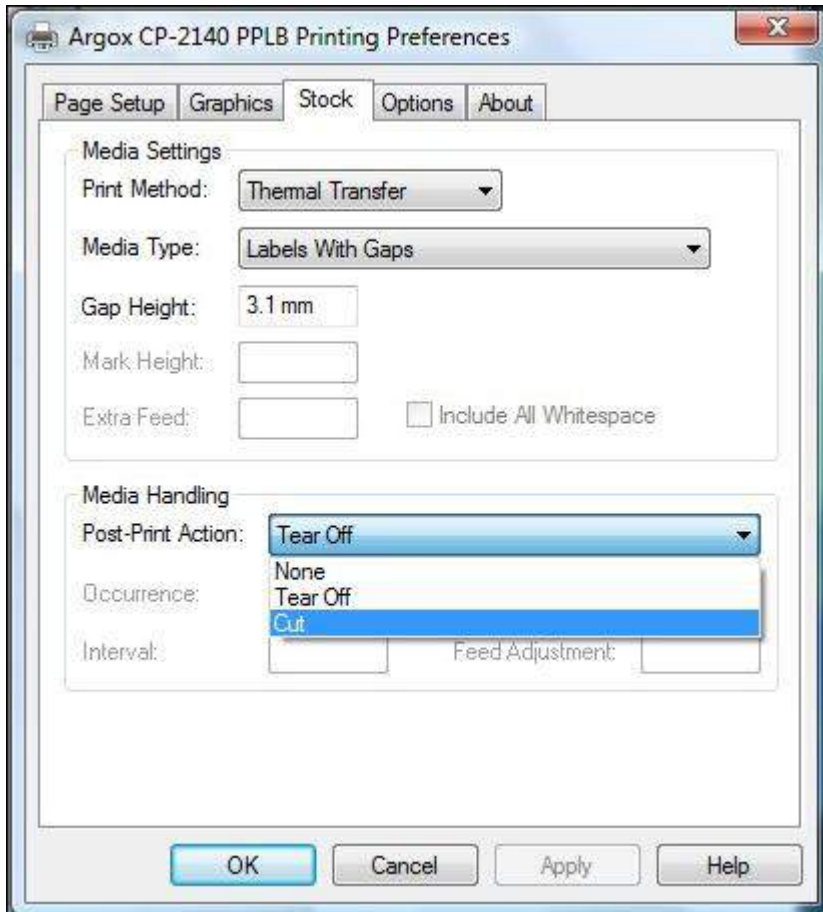 Argox CP-2140 PPLB Printing Preferences
Page Setup Graphics Stock Options About
Media Settings
Print Method: Thermal Transfer
Media Type: Labels With Gaps
Gap Height: 3.1 mm
Mark Height:
Extra Feed: Include All Whitespace
Media Handling
Post-Print Action: Tear Off
None
Occurrence: Tear Off
Cut
Interval: Feed Adjustment:
OK Cancel Apply Help